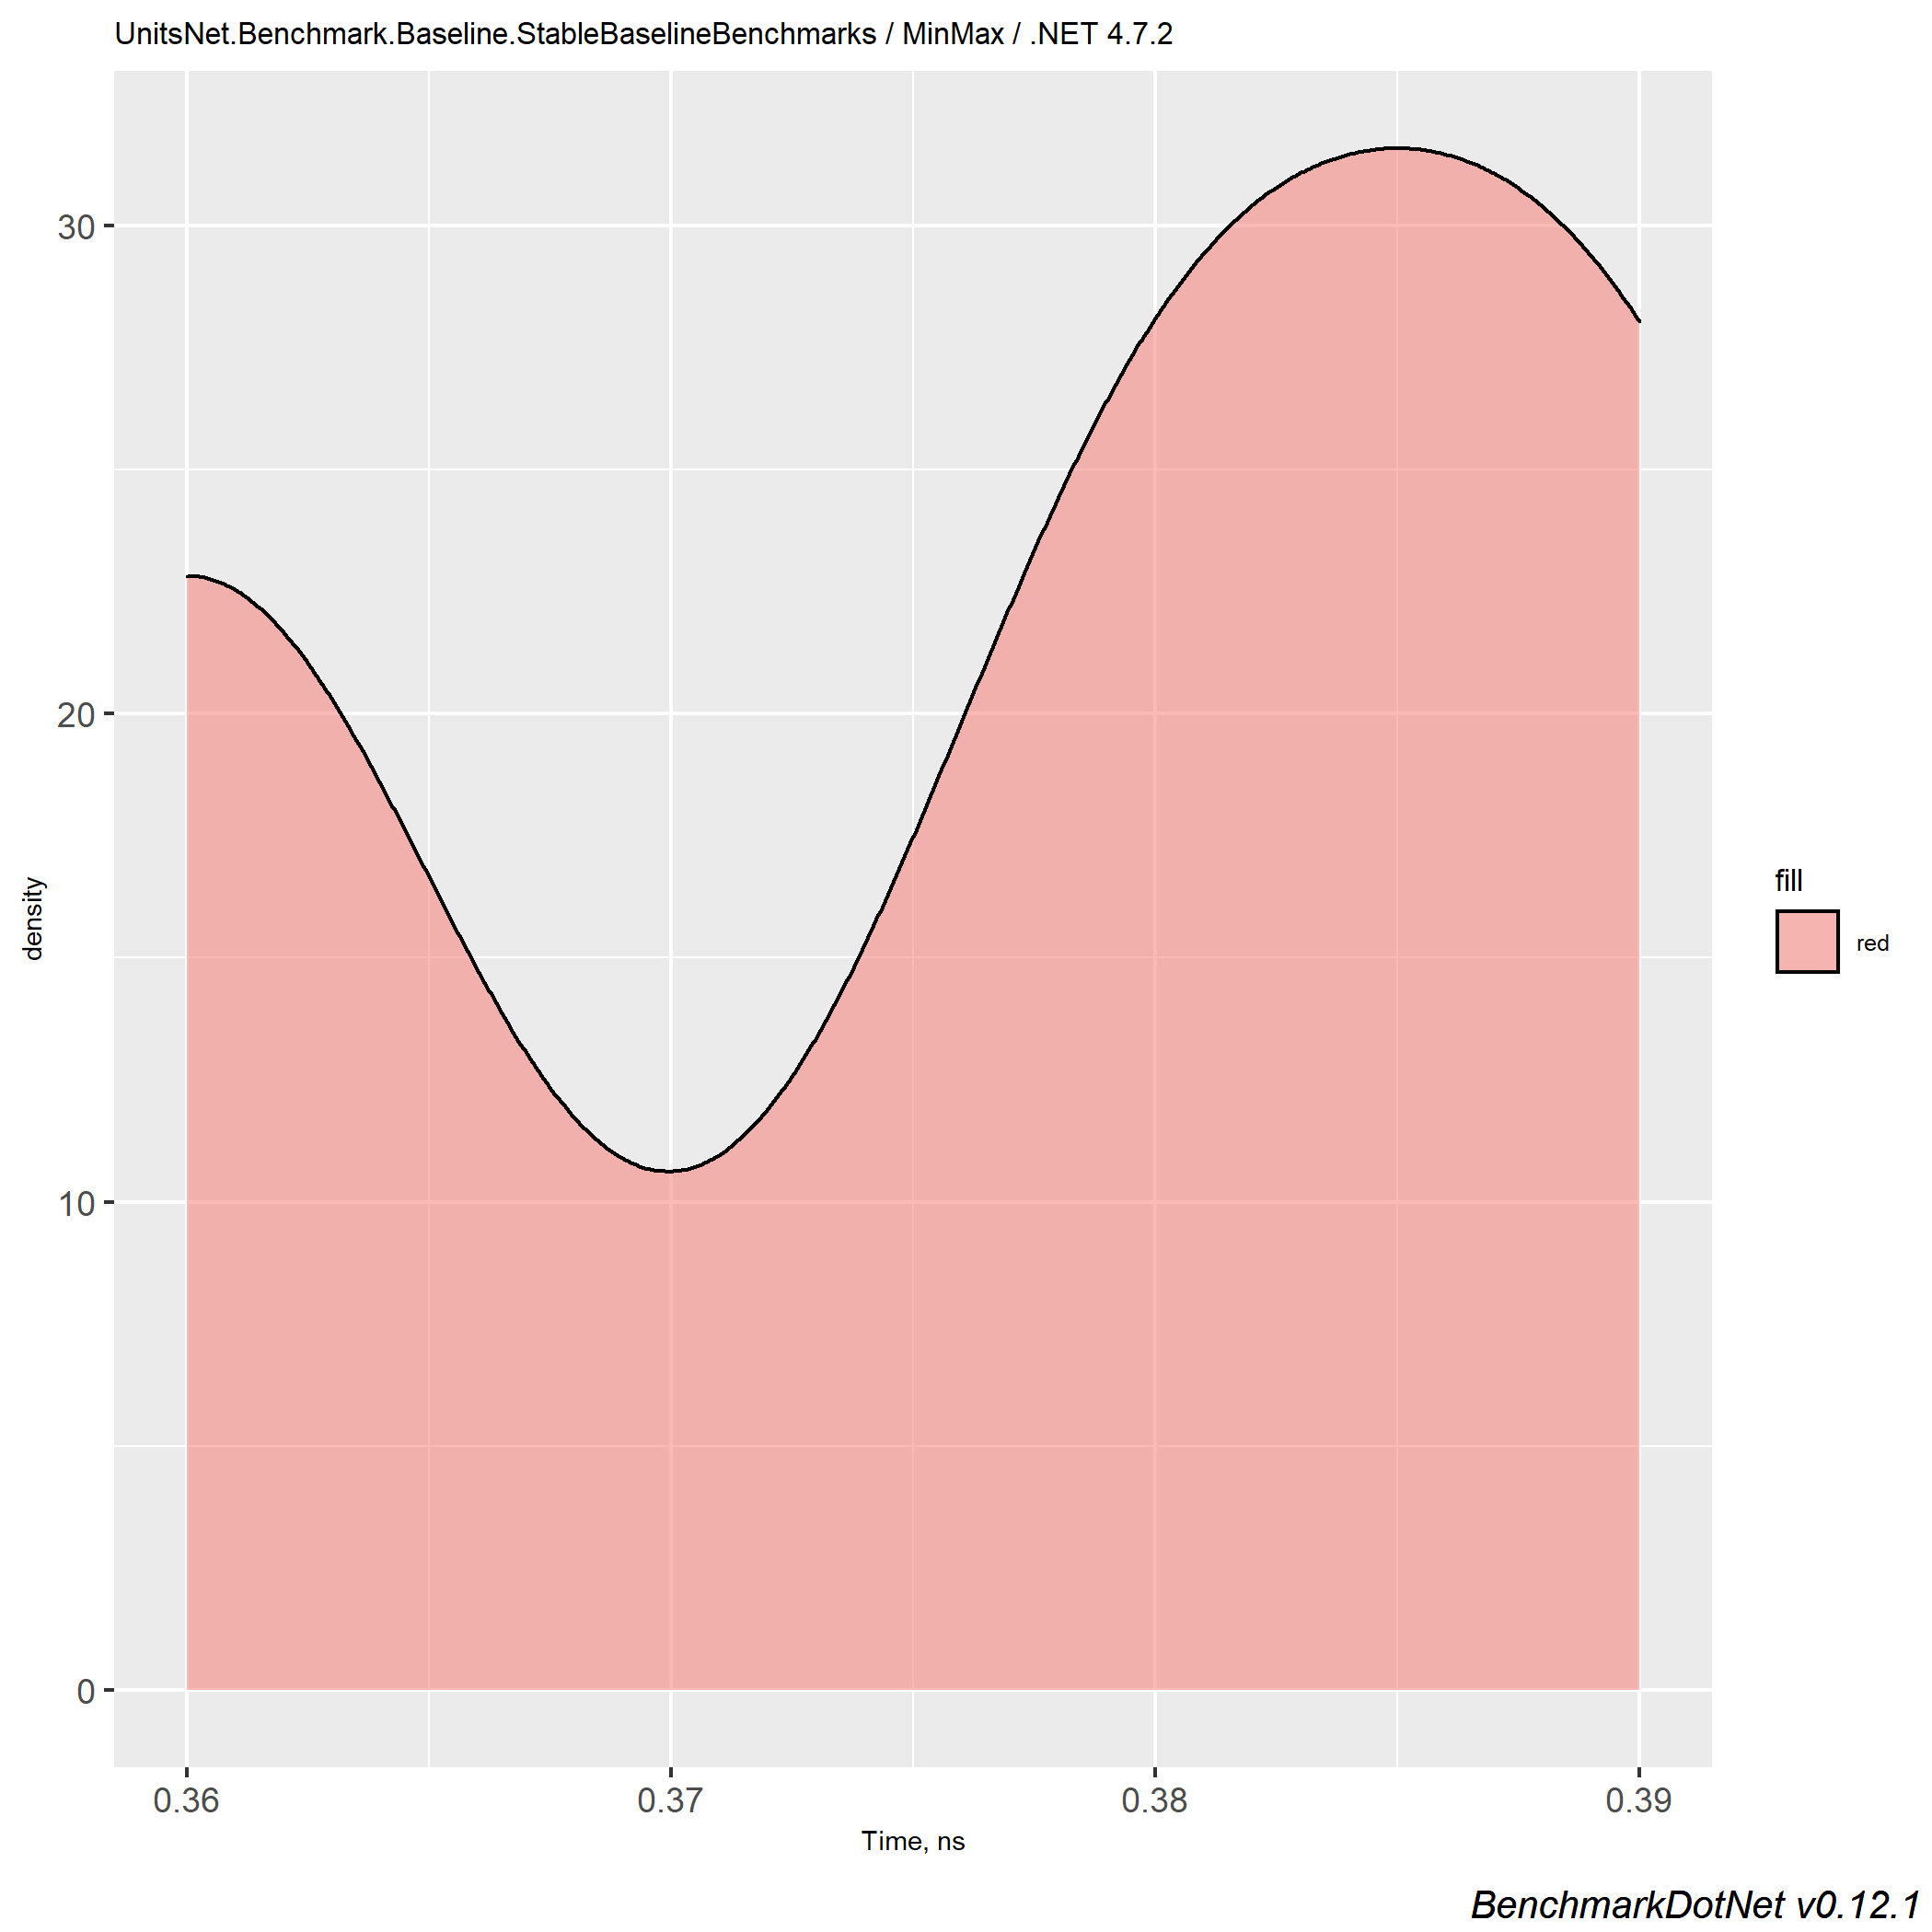 UnitsNet.Benchmark.Baseline.StableBaselineBenchmarks / MinMax / .NET 4.7.2
30
20
10
0
density
0.36 0.37 0.38 0.39
Time, ns
fill
red
BenchmarkDotNet v0.12.1